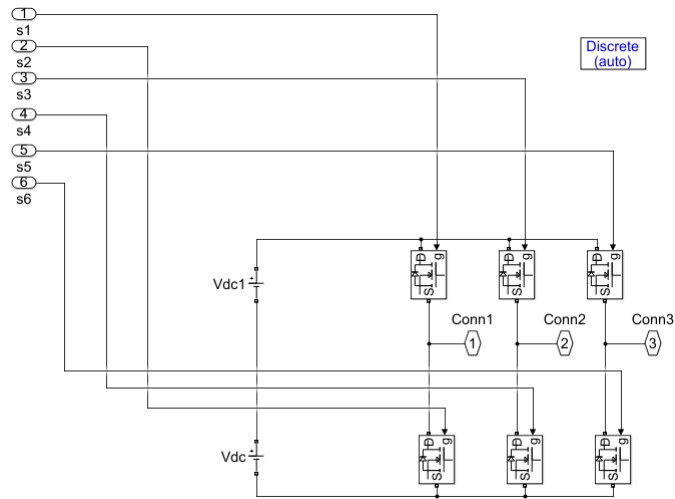 1
s1
2
s2
3
s3
4
s4
5
s5
6
s6
Discrete
(auto)
D g
S
D g
S
D g
S
Vdc1
Conn1
1
Conn2
2
Conn3
3
Vdc
D g
S
D g
S
D g
S